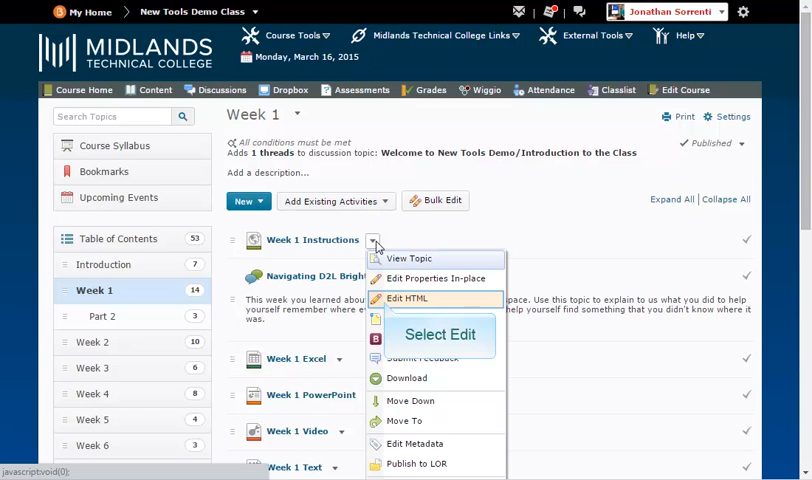 My Home
New Tools Demo Class
Jonathan Sorrenti
MIDLANDS
TECHNICAL COLLEGE
Course Tools
Midlands Technical College Links
External Tools
Help
Monday, March 16, 2015
Course Home
Content
Discussions
Dropbox
Assessments
Grades
Wiggio
Attendance
Classlist
Edit Course
Search Topics
Course Syllabus
Bookmarks
Upcoming Events
Table of Contents 53
Introduction 7
Week 1 14
Part 2 3
Week 2 10
Week 3 6
Week 4 4
Week 5 4
Week 6 3
Week 1
Print
Settings
All conditions must be met
Published
Adds 1 threads to discussion topic: Welcome to New Tools Demo/Introduction to the Class
Add a description...
New
Add Existing Activities
Bulk Edit
Expand All
Collapse All
Week 1 Instructions
Navigating D2L Bright
This week you learned abou
space. Use this topic to explain to us what you did to help
yourself remember where e
help yourself find something that you didn't know where it
was.
Week 1 Excel
Week 1 PowerPoint
Week 1 Video
Week 1 Text
View Topic
Edit Properties In-place
Edit HTML
Select Edit
B
Submit Feedback
Download
Move Down
Move To
Edit Metadata
Publish to LOR
javascript:void(0);